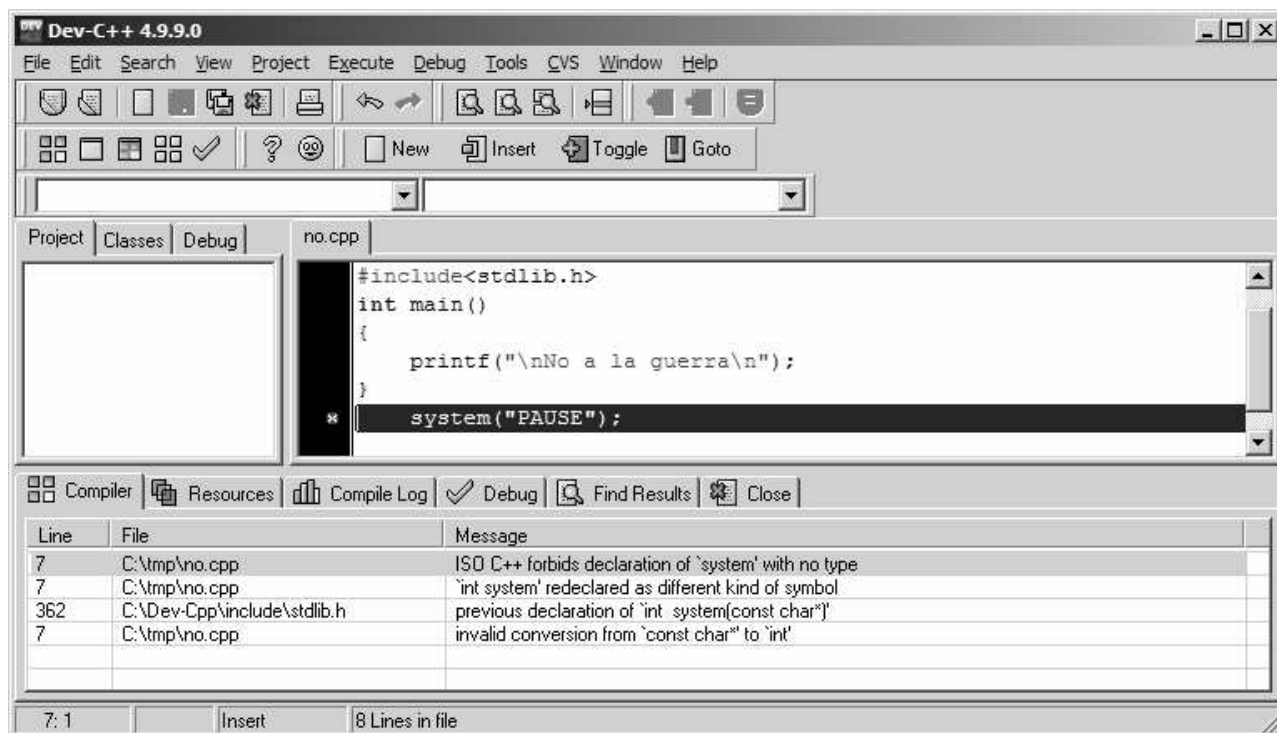 Dev-C++ 4.9.9.0
File Edit Search View Project Execute Debug Tools CVS Window Help
New Insert Toggle Goto
Project Classes Debug no.cpp
#include<stdlib.h>
int main()
{
printf("\nNo a la guerra\n");
}
system("PAUSE");
Compiler Resources Compile Log Debug Find Results Close
Line File Message
7 C:\tmp\no.cpp ISO C++ forbids declaration of `system' with no type
7 C:\tmp\no.cpp `int system' redeclared as different kind of symbol
362 C:\Dev-Cpp\include\stdlib.h previous declaration of `int system(const char*)'
7 C:\tmp\no.cpp invalid conversion from `const char*' to `int'
7: 1 Insert 8 Lines in file